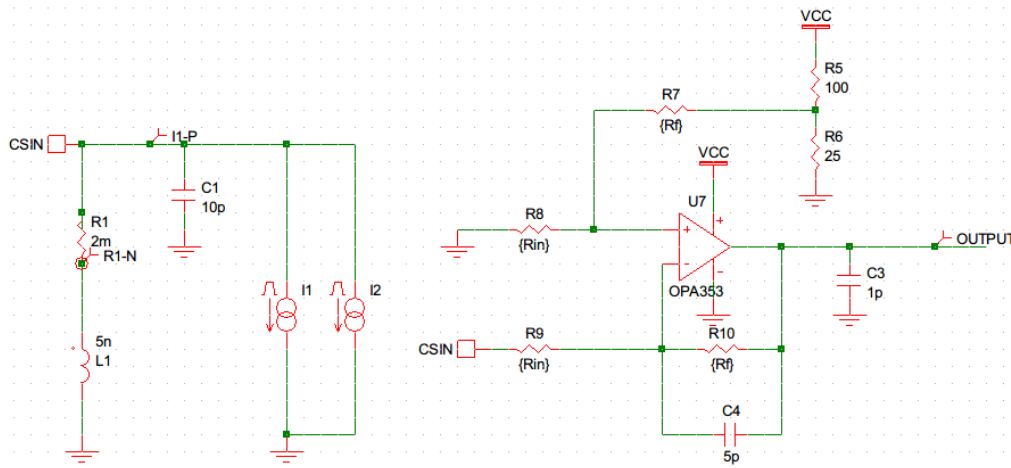 CSIN
I1-P
C1
10p
R1
2m
R1-N
5n
L1
I1
I2
VCC
R5
100
R7
{Rf}
R6
25
VCC
U7
R8
{Rin}
+
+
-
-
OPA353
OUTPUT
C3
1p
CSIN
R9
{Rin}
R10
{Rf}
C4
5p